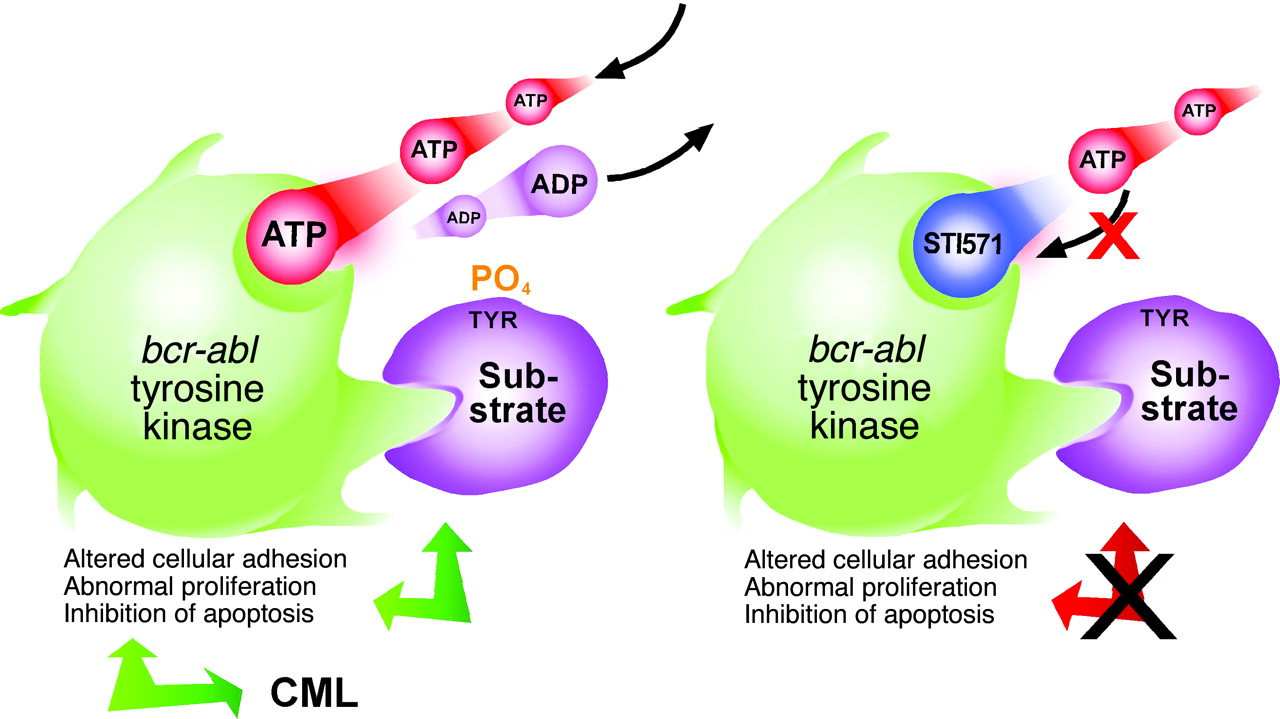 ATP
ATP
ADP
ATP
ADP
PO₄
TYR
Sub-
strate
bcr-abl
tyrosine
kinase
Altered cellular adhesion
Abnormal proliferation
Inhibition of apoptosis
CML
ATP
ATP
STI571
X
TYR
Sub-
strate
bcr-abl
tyrosine
kinase
Altered cellular adhesion
Abnormal proliferation
Inhibition of apoptosis
X